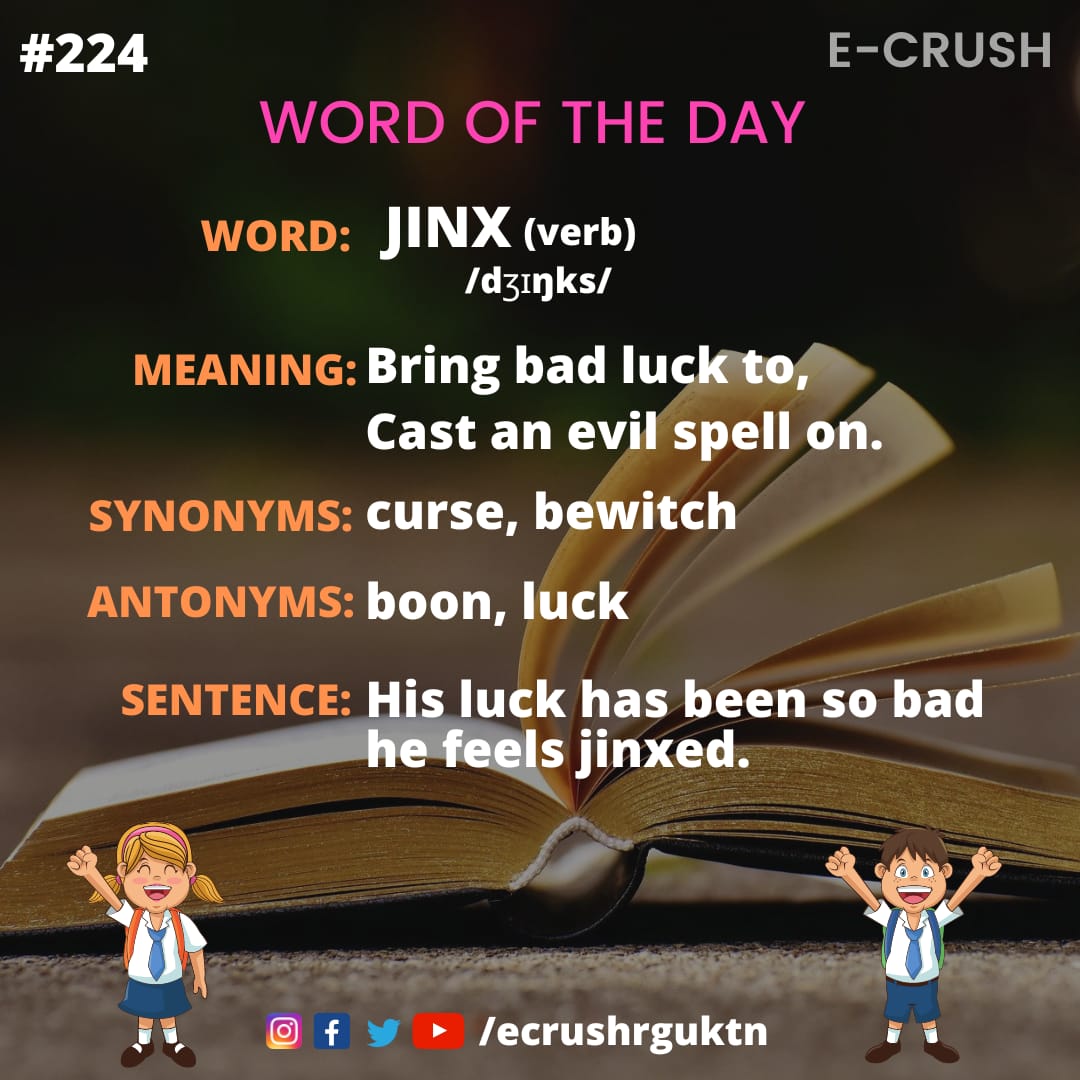 #224
E-CRUSH
WORD OF THE DAY
WORD: JINX (verb)
/dʒɪŋks/
MEANING: Bring bad luck to,
Cast an evil spell on.
SYNONYMS: curse, bewitch
ANTONYMS: boon, luck
SENTENCE: His luck has been so bad
he feels jinxed.
/ecrushrguktn